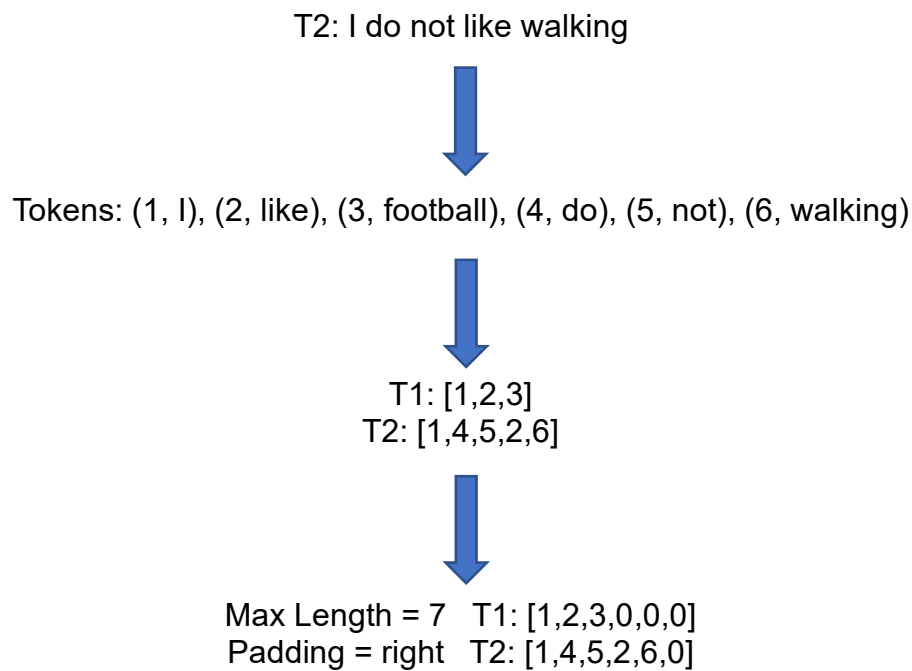 T2: I do not like walking
Tokens: (1, I), (2, like), (3, football), (4, do), (5, not), (6, walking)
T1: [1,2,3]
T2: [1,4,5,2,6]
Max Length = 7 T1: [1,2,3,0,0,0]
Padding = right T2: [1,4,5,2,6,0]